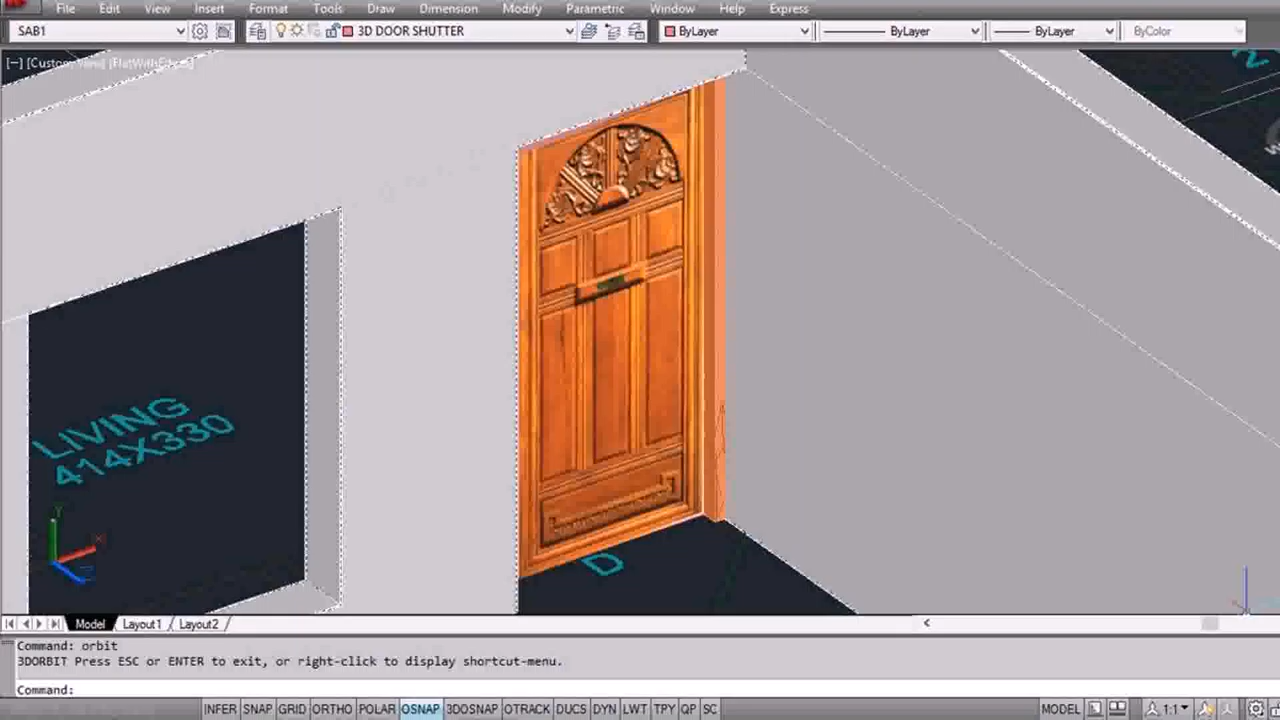 File Edit View Insert Format Tools Draw Dimension Modify Parametric Window Help Express
SAB1 3D DOOR SHUTTER ByLayer ByLayer ByLayer ByColor
[−] [Custom View] [FlatWithEdges]
2
W
LIVING
414X330
Y
X
Z
D
Model Layout1 Layout2
Command: orbit
3DORBIT Press ESC or ENTER to exit, or right-click to display shortcut-menu.
Command:
INFER SNAP GRID ORTHO POLAR OSNAP 3DOSNAP OTRACK DUCS DYN LWT TPY QP SC MODEL 1:1